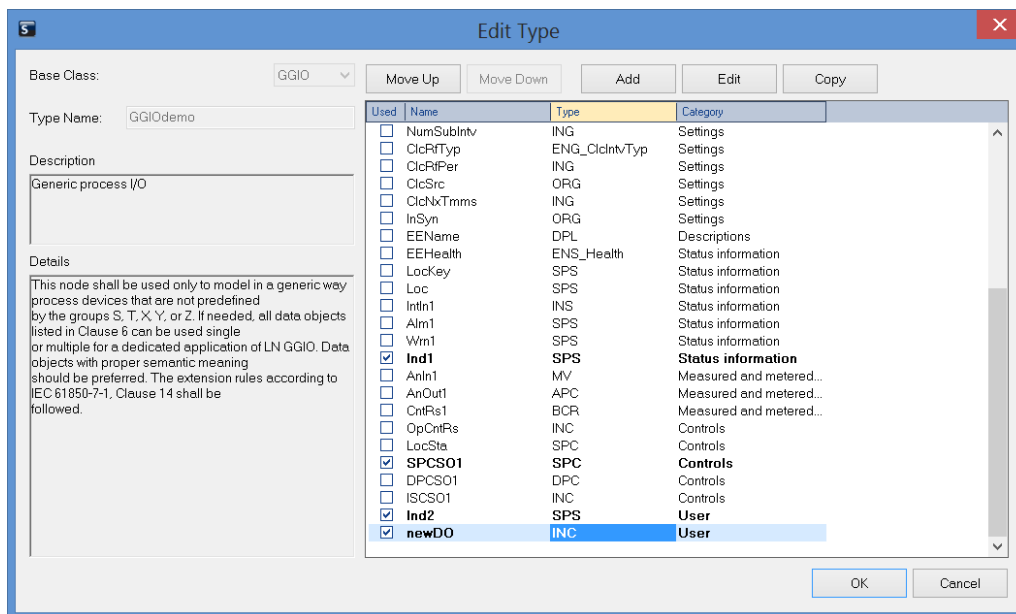 S
Edit Type
Base Class:
GGIO
Move Up
Move Down
Add
Edit
Copy
Type Name:
GGIOdemo
Description
Generic process I/O
Details
This node shall be used only to model in a generic way
process devices that are not predefined
by the groups S, T, X, Y, or Z. If needed, all data objects
listed in Clause 6 can be used single
or multiple for a dedicated application of LN GGIO. Data
objects with proper semantic meaning
should be preferred. The extension rules according to
IEC 61850-7-1, Clause 14 shall be
followed.
Used Name Type Category
NumSubIntv ING Settings
ClcRfTyp ENG_ClcIntvTyp Settings
ClcRfPer ING Settings
ClcSrc ORG Settings
ClcNxTmms ING Settings
InSyn ORG Settings
EEName DPL Descriptions
EEHealth ENS_Health Status information
LocKey SPS Status information
Loc SPS Status information
IntIn1 INS Status information
Alm1 SPS Status information
Wrn1 SPS Status information
Ind1 SPS Status information
AnIn1 MV Measured and metered...
AnOut1 APC Measured and metered...
CntRs1 BCR Measured and metered...
OpCntRs INC Controls
LocSta SPC Controls
SPCSO1 SPC Controls
DPCSO1 DPC Controls
ISCSO1 INC Controls
Ind2 SPS User
newDO INC User
OK
Cancel